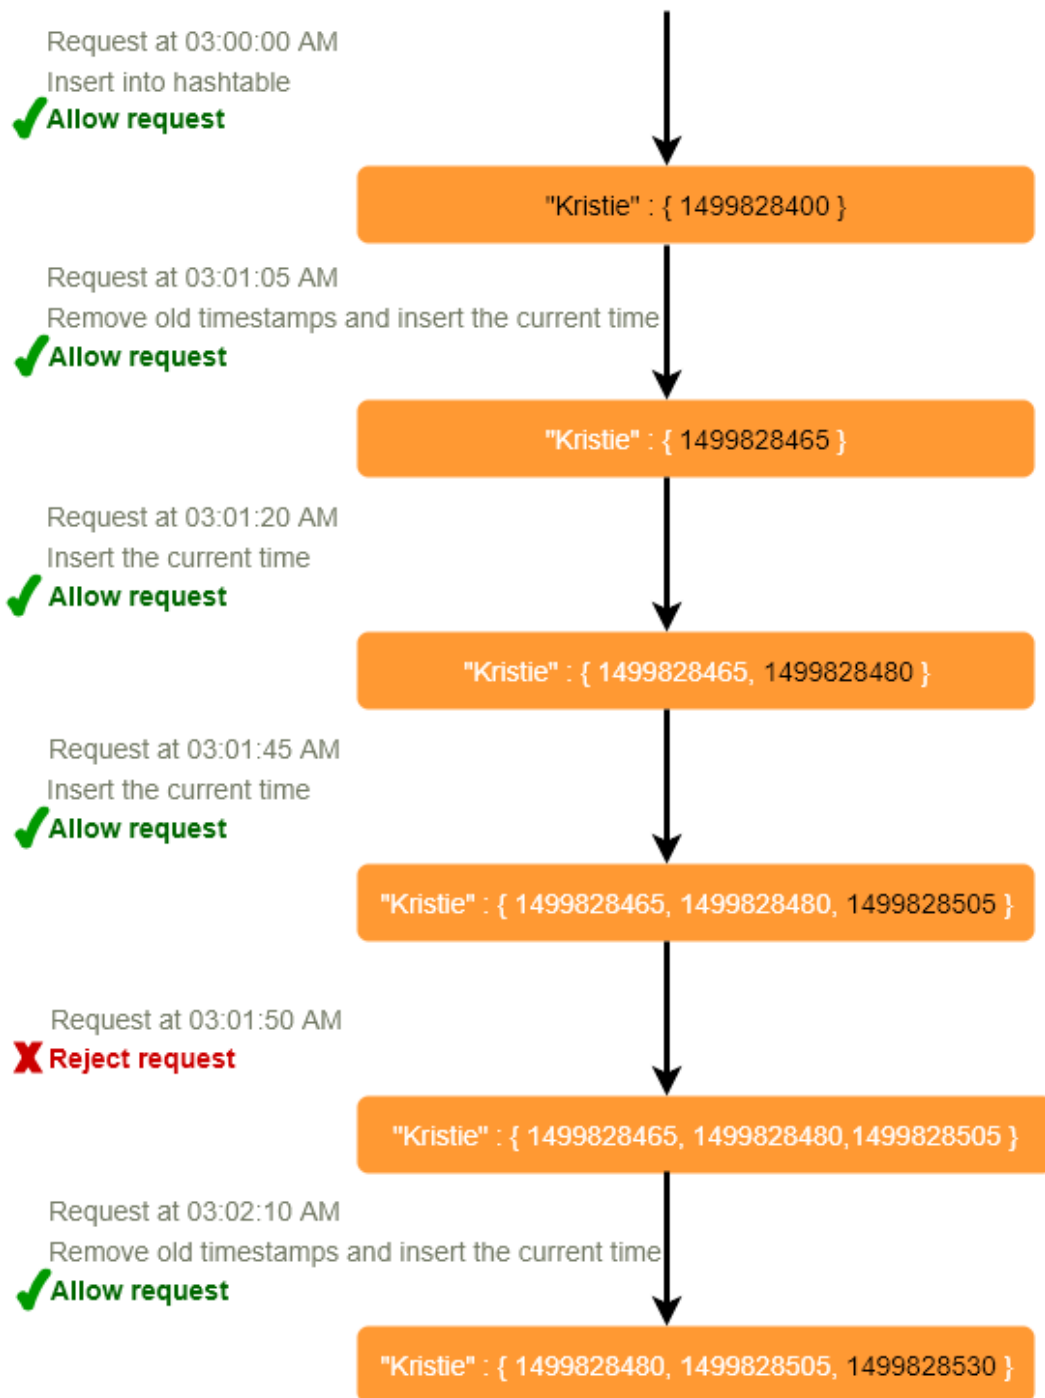 Request at 03:00:00 AM
Insert into hashtable
Allow request
"Kristie" : { 1499828400 }
Request at 03:01:05 AM
Remove old timestamps and insert the current time
Allow request
"Kristie" : { 1499828465 }
Request at 03:01:20 AM
Insert the current time
Allow request
"Kristie" : { 1499828465, 1499828480 }
Request at 03:01:45 AM
Insert the current time
Allow request
"Kristie" : { 1499828465, 1499828480, 1499828505 }
Request at 03:01:50 AM
Reject request
"Kristie" : { 1499828465, 1499828480,1499828505 }
Request at 03:02:10 AM
Remove old timestamps and insert the current time
Allow request
"Kristie" : { 1499828480, 1499828505, 1499828530 }